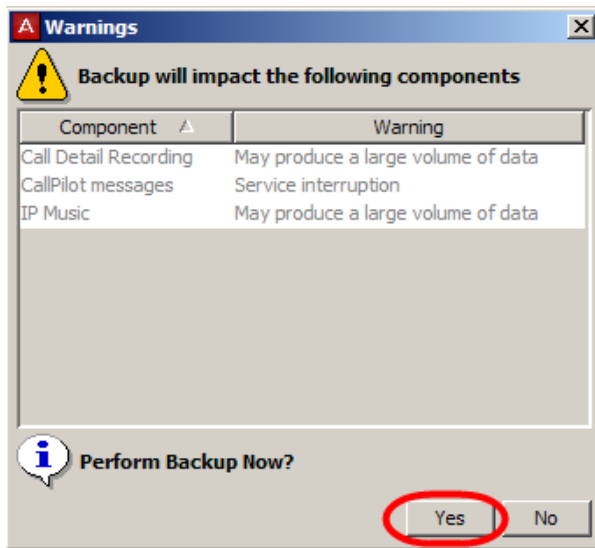 Warnings
Backup will impact the following components
Component Warning
Call Detail Recording May produce a large volume of data
CallPilot messages Service interruption
IP Music May produce a large volume of data
Perform Backup Now?
Yes No